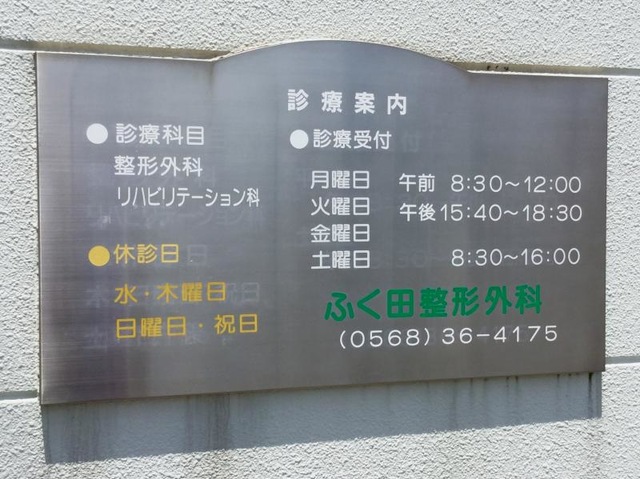 診療案内
●診療科目
整形外科
リハビリテーション科
●休診日
水・木曜日
日曜日・祝日
●診療受付
月曜日 午前 8:30～12:00
火曜日 午後15:40～18:30
金曜日
土曜日 8:30～16:00
ふく田整形外科
(0568)36-4175